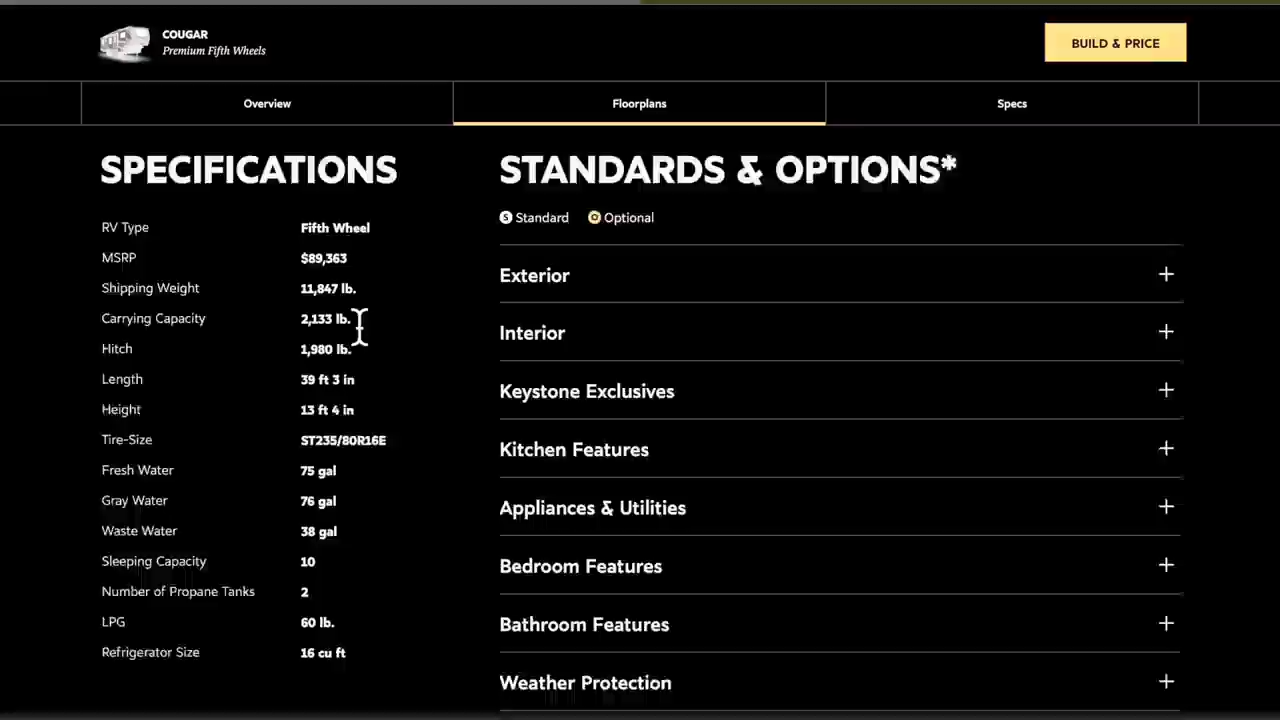 COUGAR
Premium Fifth Wheels
BUILD & PRICE
Overview
Floorplans
Specs
SPECIFICATIONS
RV Type Fifth Wheel
MSRP $89,363
Shipping Weight 11,847 lb.
Carrying Capacity 2,133 lb.
Hitch 1,980 lb.
Length 39 ft 3 in
Height 13 ft 4 in
Tire-Size ST235/80R16E
Fresh Water 75 gal
Gray Water 76 gal
Waste Water 38 gal
Sleeping Capacity 10
Number of Propane Tanks 2
LPG 60 lb.
Refrigerator Size 16 cu ft
STANDARDS & OPTIONS*
S Standard O Optional
Exterior +
Interior +
Keystone Exclusives +
Kitchen Features +
Appliances & Utilities +
Bedroom Features +
Bathroom Features +
Weather Protection +